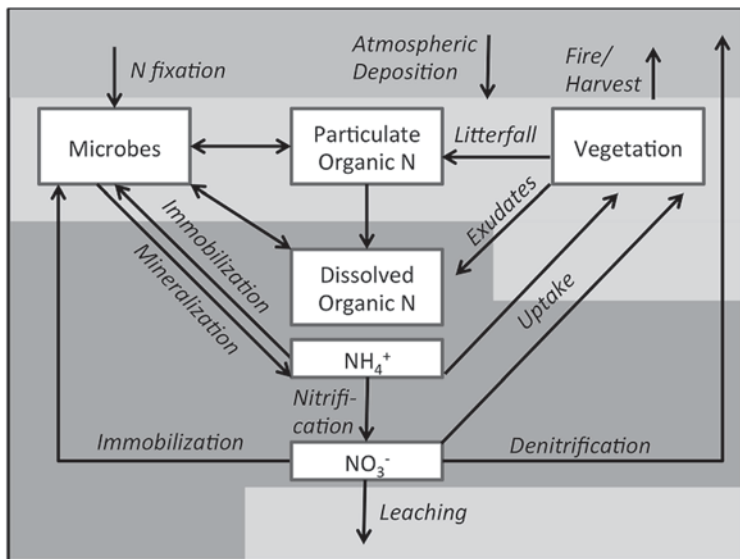 N fixation
Atmospheric
Deposition
Fire/
Harvest
Microbes
Particulate
Organic N
Litterfall
Vegetation
Immobilization
Mineralization
Exudates
Dissolved
Organic N
Uptake
NH₄⁺
Nitrifi-
cation
Immobilization
NO₃⁻
Denitrification
Leaching